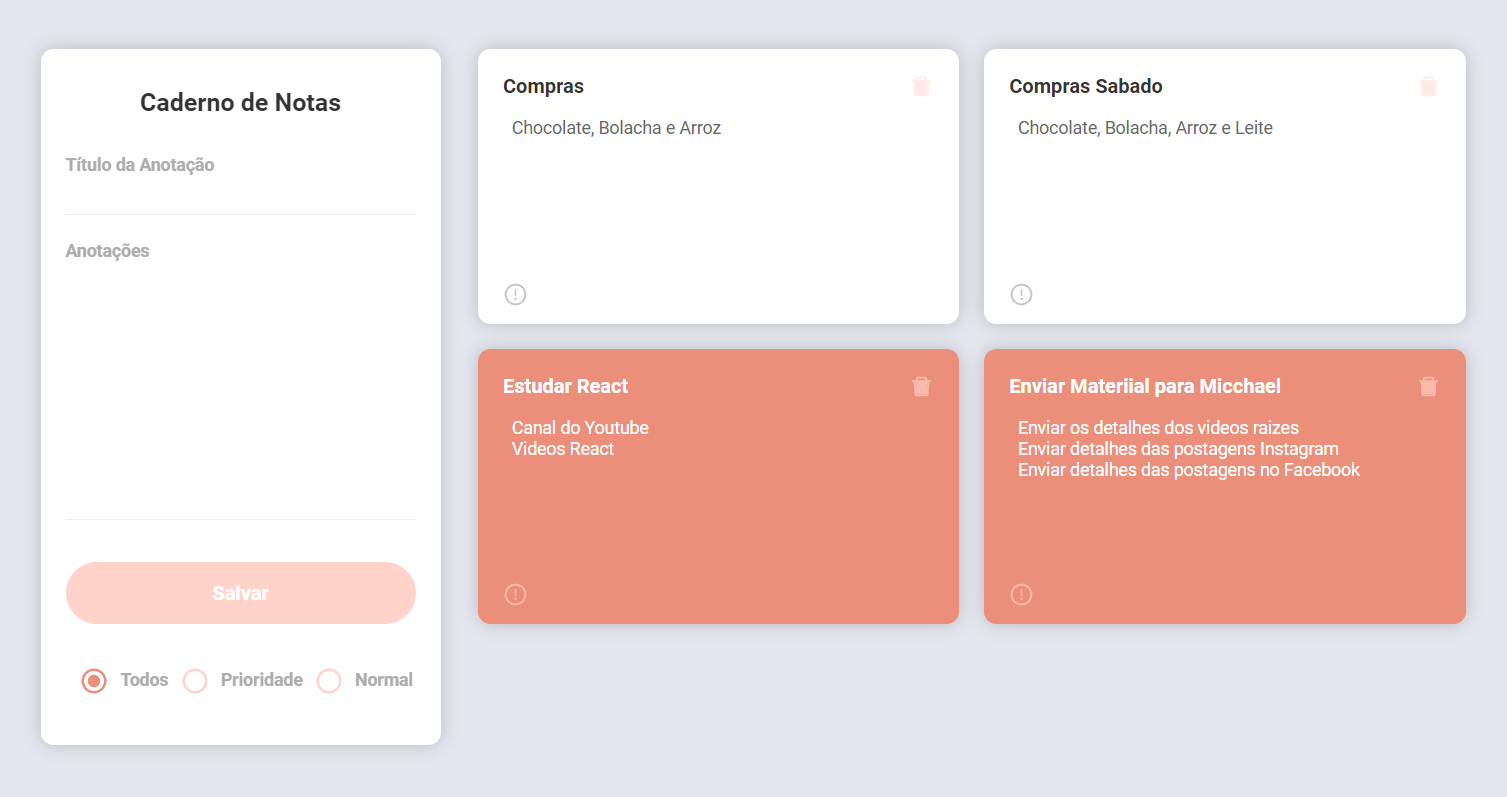 Caderno de Notas
Título da Anotação
Anotações
Salvar
Todos Prioridade Normal
Compras
Chocolate, Bolacha e Arroz
Compras Sabado
Chocolate, Bolacha, Arroz e Leite
Estudar React
Canal do Youtube
Videos React
Enviar Materiial para Micchael
Enviar os detalhes dos videos raizes
Enviar detalhes das postagens Instagram
Enviar detalhes das postagens no Facebook